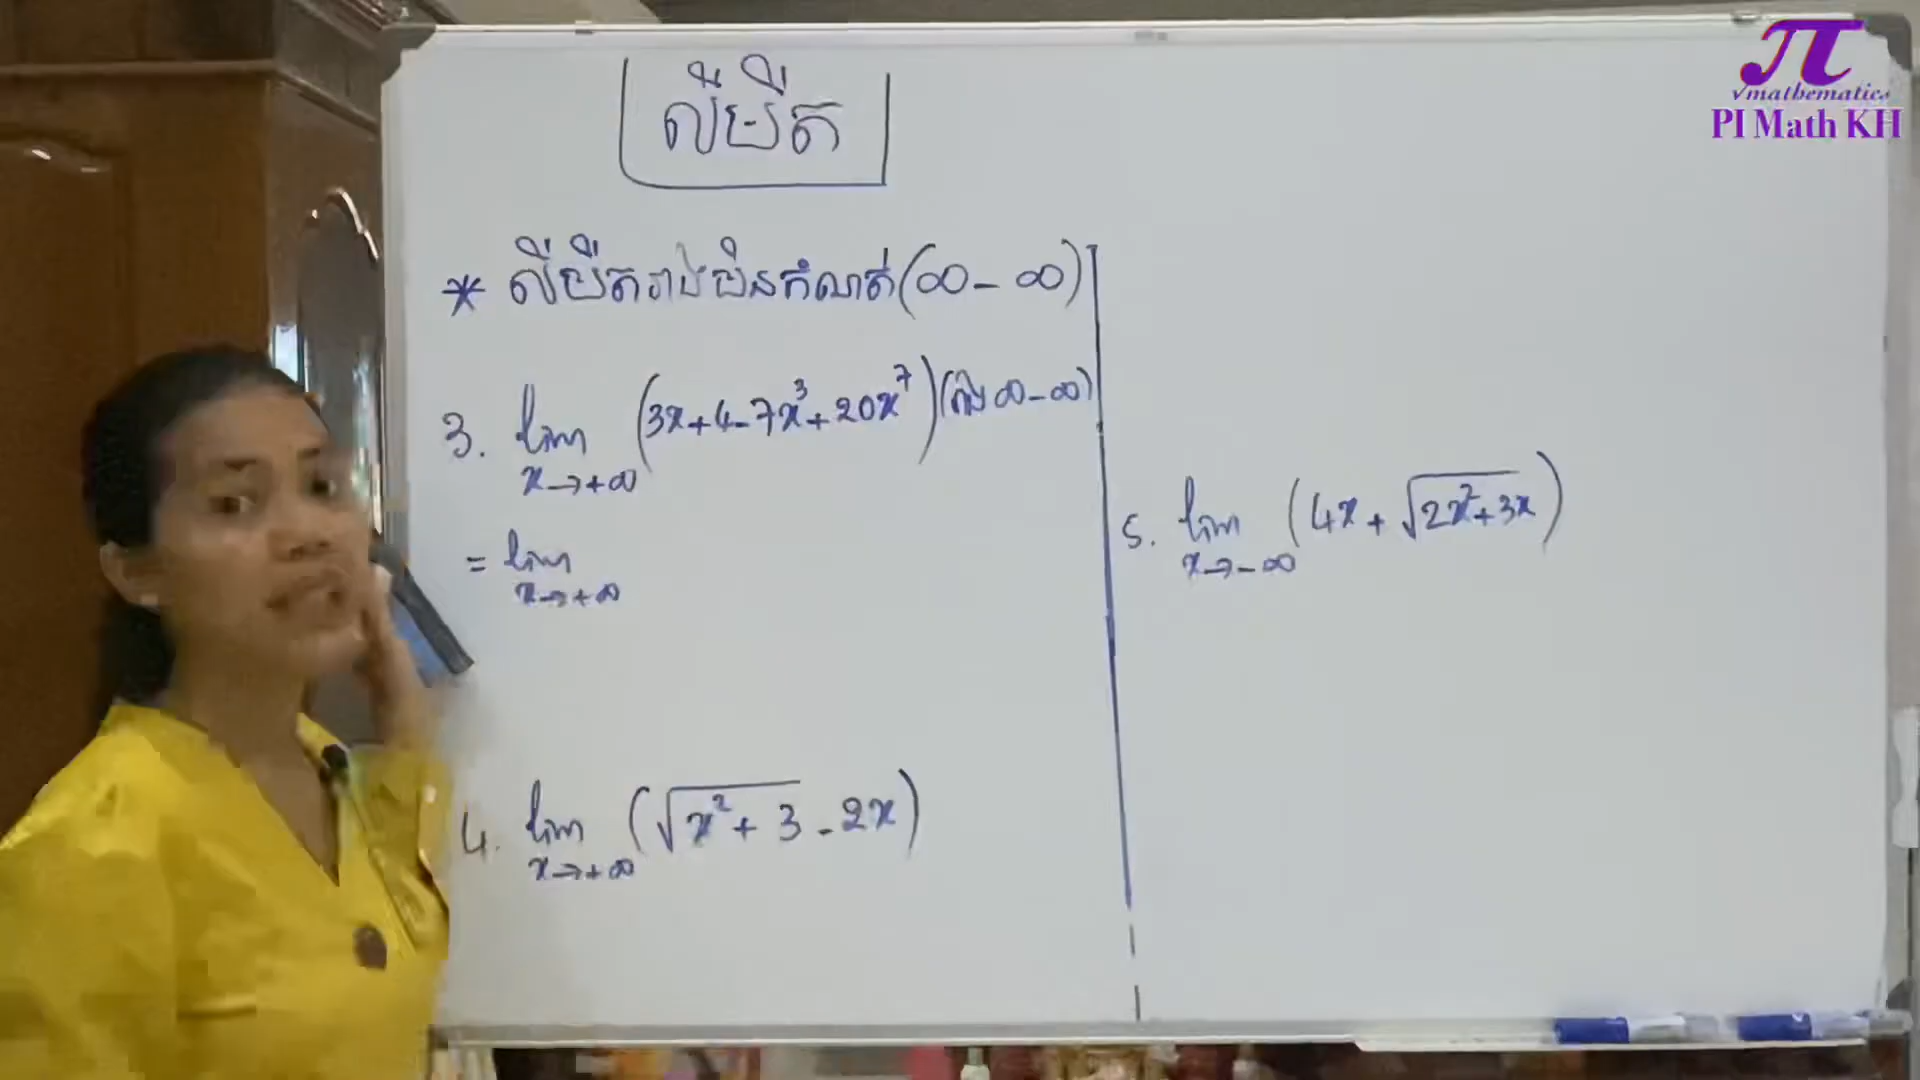 លីមីត
* លីមីតរាងមិនកំណត់ (∞ - ∞)
3. lim (3x + 4 - 7x³ + 20x⁷) (រាង ∞ - ∞)
x → +∞
= lim
x → +∞
4. lim (√(x² + 3) - 2x)
x → +∞
5. lim (4x + √(2x² + 3x))
x → -∞
π
√mathematics
PI Math KH